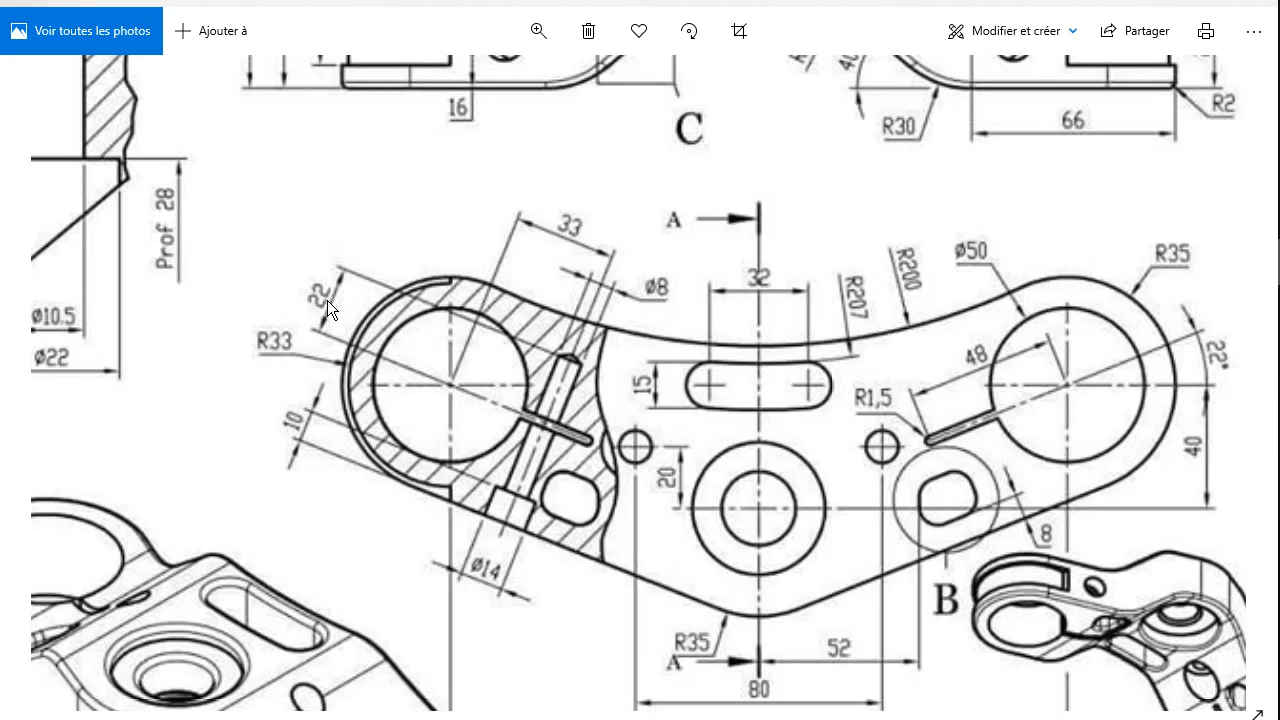 Voir toutes les photos
Ajouter à
Modifier et créer
Partager
16
C
R30
66
R2
Prof 28
Ø10.5
Ø22
A
33
22
Ø8
32
R207
R200
Ø50
R35
R33
15
48
22°
R1,5
10
20
40
8
Ø14
B
R35
A
52
80